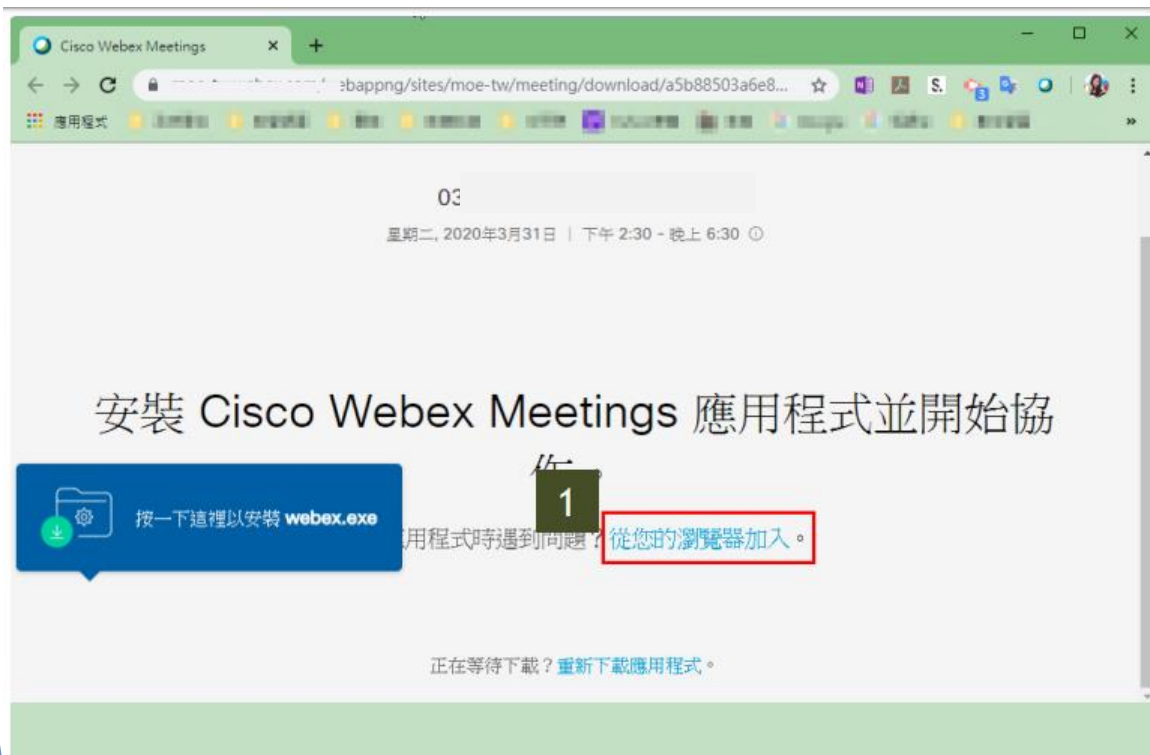 Cisco Webex Meetings
ebappng/sites/moe-tw/meeting/download/a5b88503a6e8...
應用程式
03
星期二, 2020年3月31日 | 下午 2:30 - 晚上 6:30
安裝 Cisco Webex Meetings 應用程式並開始協
作。
1
按一下這裡以安裝 webex.exe
用程式時遇到問題？從您的瀏覽器加入。
正在等待下載？重新下載應用程式。